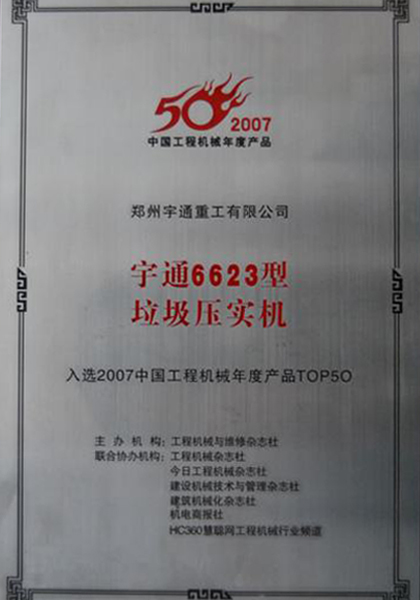 50 2007
中国工程机械年度产品
郑州宇通重工有限公司
宇通6623型
垃圾压实机
入选2007中国工程机械年度产品TOP50
主 办 机 构：工程机械与维修杂志社
联合协办机构：工程机械杂志社
今日工程机械杂志社
建设机械技术与管理杂志社
建筑机械化杂志社
机电商报社
HC360慧聪网工程机械行业频道